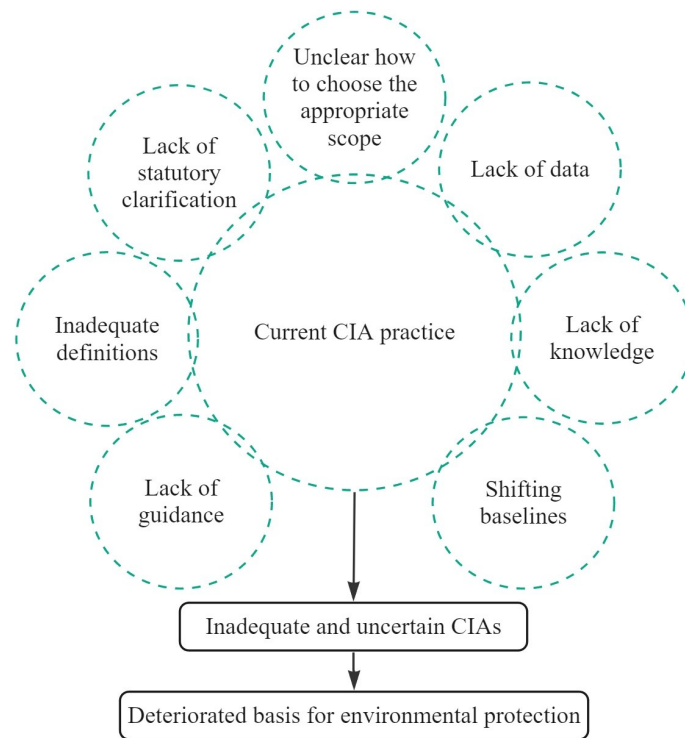 Unclear how
to choose the
appropriate
scope
Lack of
statutory
clarification
Lack of data
Inadequate
definitions
Current CIA practice
Lack of
knowledge
Lack of
guidance
Shifting
baselines
Inadequate and uncertain CIAs
Deteriorated basis for environmental protection